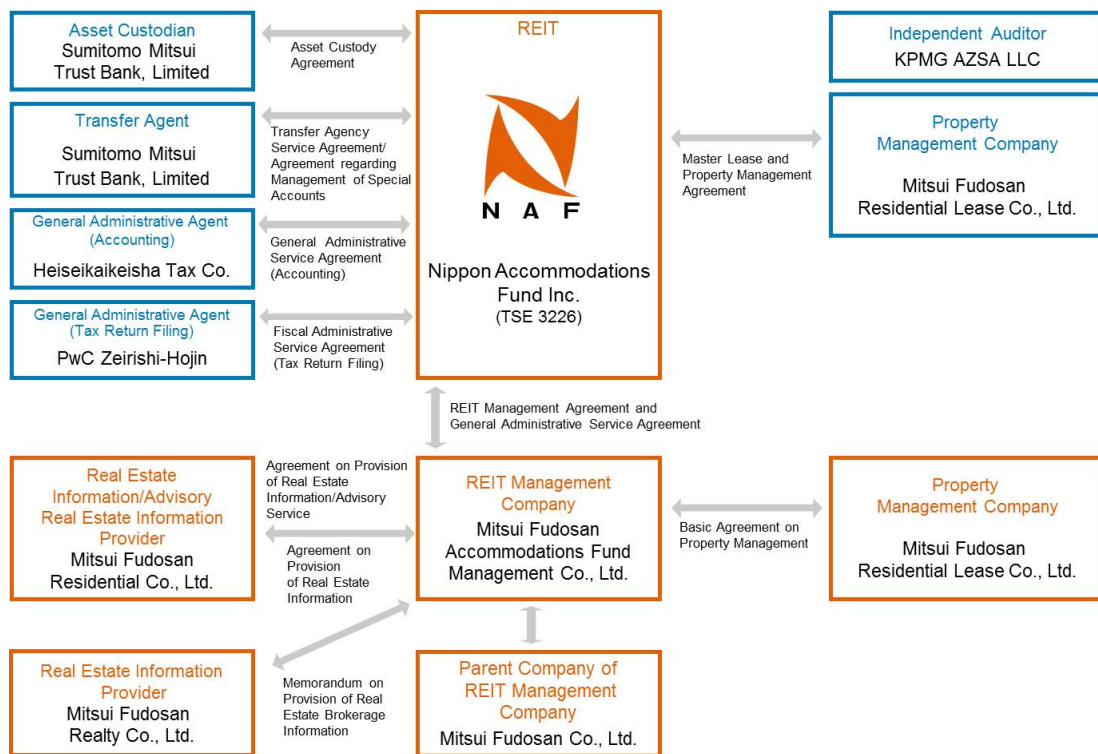 Asset Custodian
Sumitomo Mitsui
Trust Bank, Limited
Asset Custody
Agreement
REIT
Independent Auditor
KPMG AZSA LLC
Transfer Agent
Sumitomo Mitsui
Trust Bank, Limited
Transfer Agency
Service Agreement/
Agreement regarding
Management of Special
Accounts
NAF
Nippon Accommodations
Fund Inc.
(TSE 3226)
Master Lease and
Property Management
Agreement
Property
Management Company
Mitsui Fudosan
Residential Lease Co., Ltd.
General Administrative Agent
(Accounting)
Heiseikaikeisha Tax Co.
General Administrative
Service Agreement
(Accounting)
General Administrative Agent
(Tax Return Filing)
PwC Zeirishi-Hojin
Fiscal Administrative
Service Agreement
(Tax Return Filing)
REIT Management Agreement and
General Administrative Service Agreement
Real Estate
Information/Advisory
Real Estate Information
Provider
Mitsui Fudosan
Residential Co., Ltd.
Agreement on Provision
of Real Estate
Information/Advisory
Service
Agreement on
Provision
of Real Estate
Information
REIT Management
Company
Mitsui Fudosan
Accommodations Fund
Management Co., Ltd.
Basic Agreement on
Property Management
Property
Management Company
Mitsui Fudosan
Residential Lease Co., Ltd.
Real Estate Information
Provider
Mitsui Fudosan
Realty Co., Ltd.
Memorandum on
Provision of Real
Estate Brokerage
Information
Parent Company of
REIT Management
Company
Mitsui Fudosan Co., Ltd.